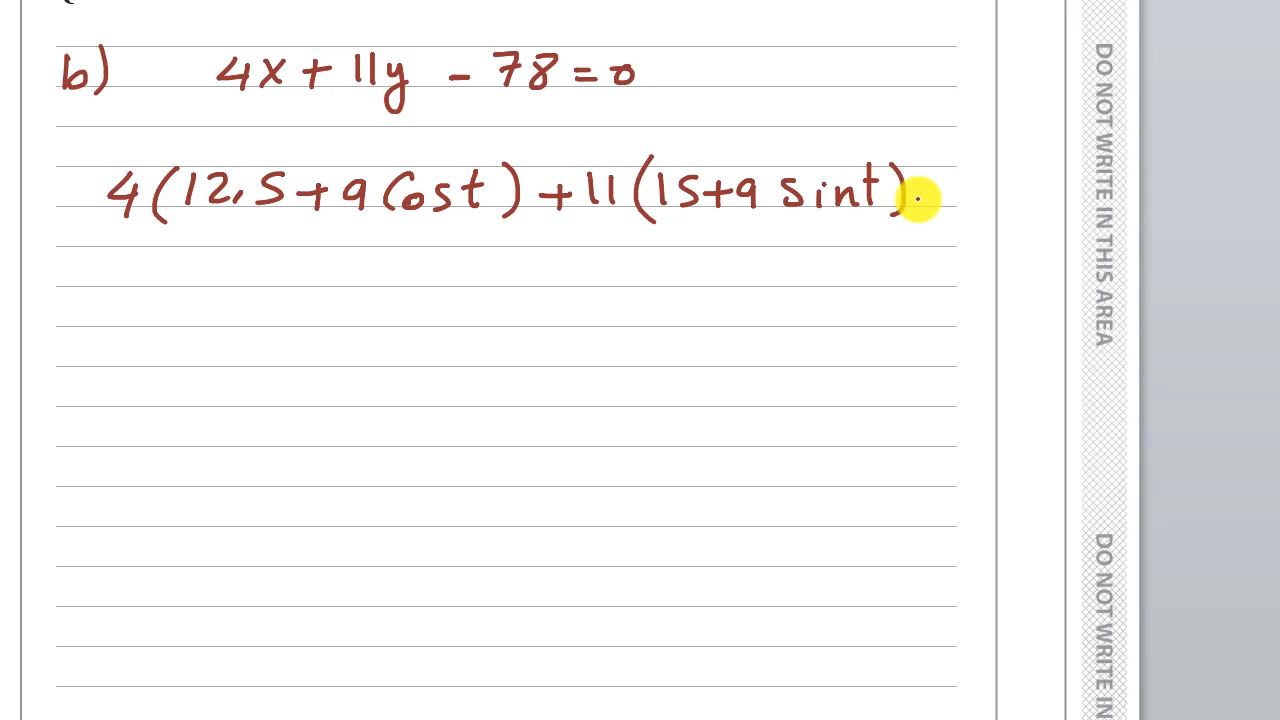 b) 4x + 11y - 78 = 0
4(12.5 + 9 Cos t) + 11(15 + 9 sint)
DO NOT WRITE IN THIS AREA
DO NOT WRITE IN